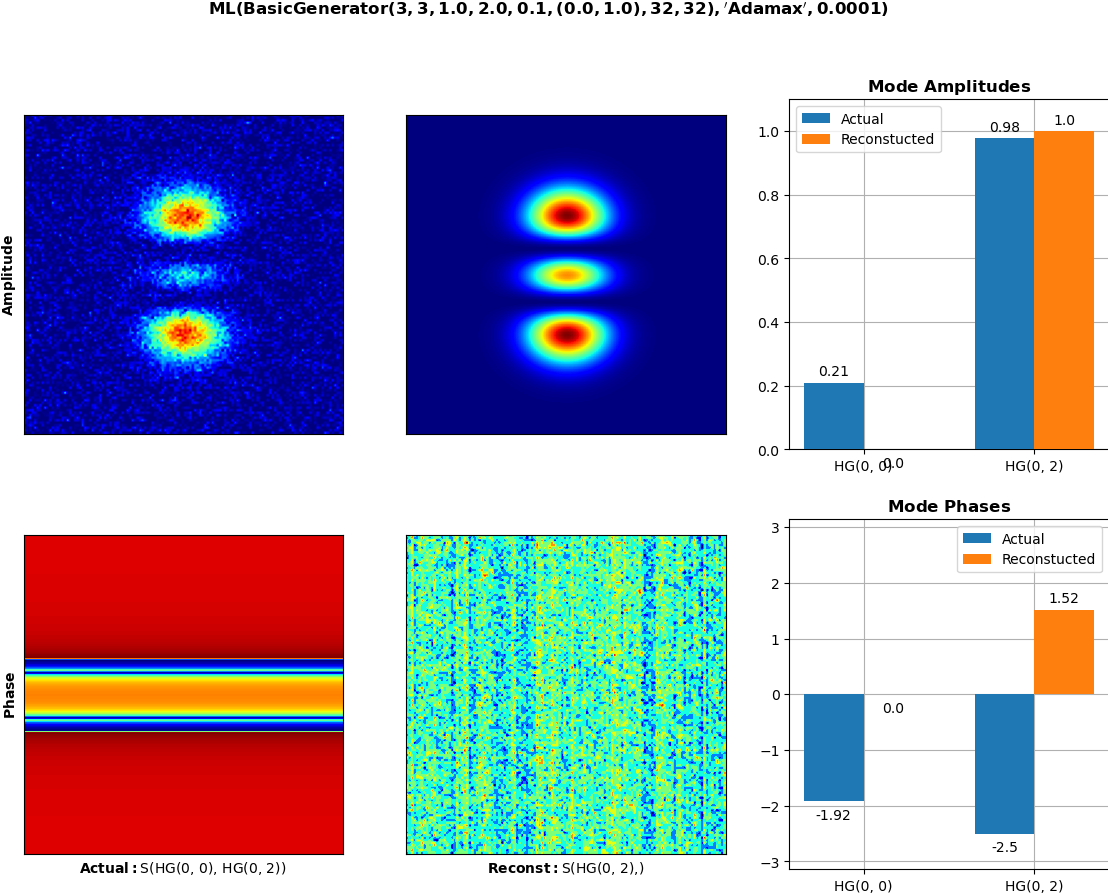 ML(BasicGenerator(3, 3, 1.0, 2.0, 0.1, (0.0, 1.0), 32, 32), ′Adamax′, 0.0001)
Amplitude
Mode Amplitudes
Actual
Reconstucted
1.0
0.8
0.6
0.4
0.2
0.0
0.21
0.0
0.98
1.0
HG(0, 0)
HG(0, 2)
Phase
Actual: S(HG(0, 0), HG(0, 2))
Reconst: S(HG(0, 2),)
Mode Phases
Actual
Reconstucted
3
2
1
0
−1
−2
−3
-1.92
0.0
-2.5
1.52
HG(0, 0)
HG(0, 2)